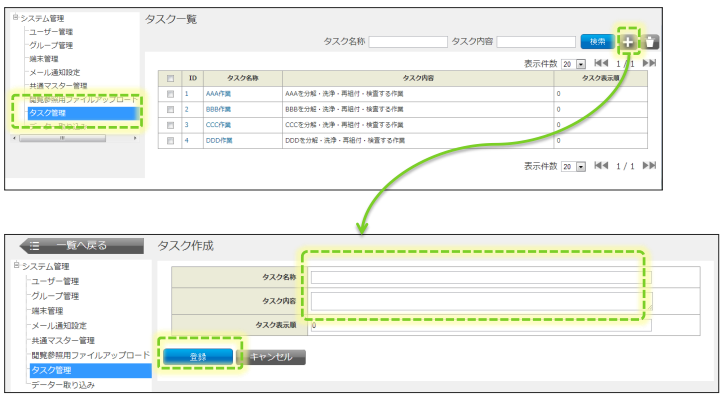 システム管理
ユーザー管理
グループ管理
端末管理
メール通知設定
共通マスター管理
閲覧参照用ファイルアップロード
タスク管理
データー取り込み
タスク一覧
タスク名称 タスク内容 検索
表示件数 20 1 / 1
ID タスク名称 タスク内容 タスク表示順
1 AAA作業 AAAを分解・洗浄・再組付・検査する作業 0
2 BBB作業 BBBを分解・洗浄・再組付・検査する作業 0
3 CCC作業 CCCを分解・洗浄・再組付・検査する作業 0
4 DDD作業 DDDを分解・洗浄・再組付・検査する作業 0
表示件数 20 1 / 1
一覧へ戻る
システム管理
ユーザー管理
グループ管理
端末管理
メール通知設定
共通マスター管理
閲覧参照用ファイルアップロード
タスク管理
データー取り込み
タスク作成
タスク名称
タスク内容
タスク表示順 0
登録 キャンセル